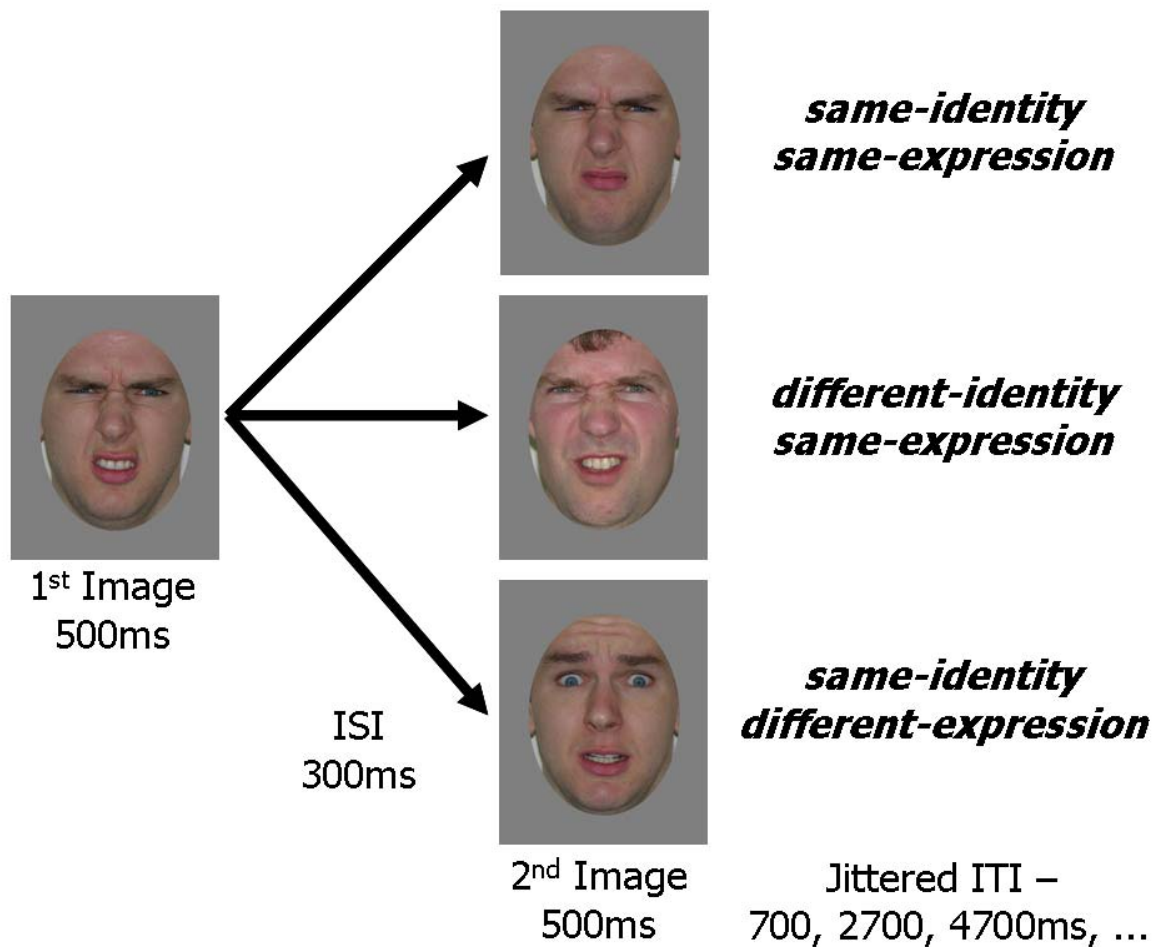 same-identity
same-expression
different-identity
same-expression
1st Image
500ms
same-identity
different-expression
ISI
300ms
2nd Image
500ms
Jittered ITI –
700, 2700, 4700ms, ...